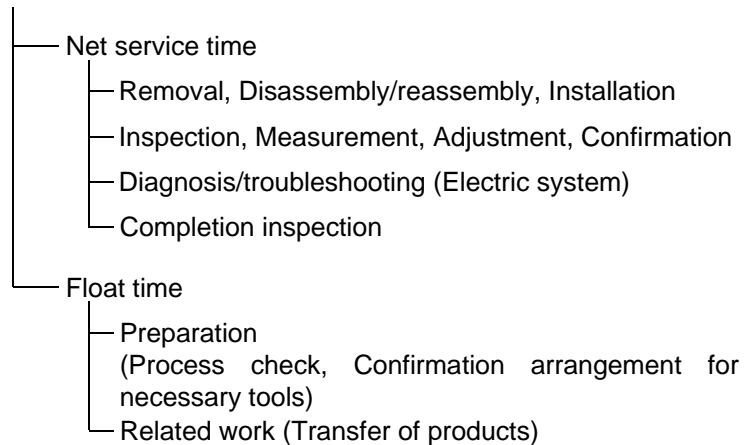 Net service time
Removal, Disassembly/reassembly, Installation
Inspection, Measurement, Adjustment, Confirmation
Diagnosis/troubleshooting (Electric system)
Completion inspection
Float time
Preparation
(Process check, Confirmation arrangement for
necessary tools)
Related work (Transfer of products)